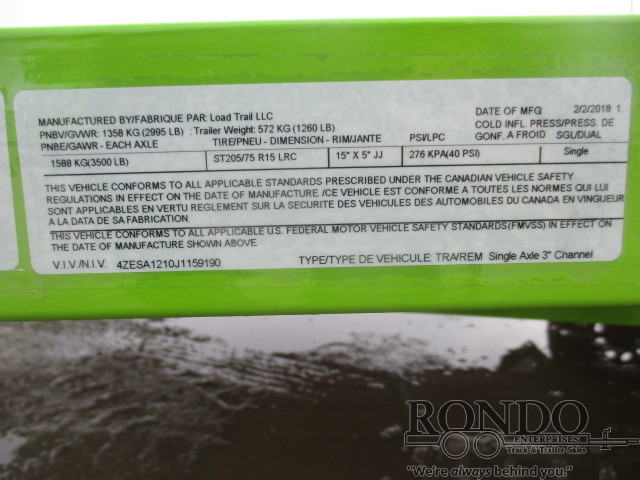 MANUFACTURED BY/FABRIQUE PAR: Load Trail LLC DATE OF MFG 2/2/2018 1
PNBV/GVWR: 1358 KG (2995 LB) : Trailer Weight: 572 KG (1260 LB) COLD INFL. PRESS/PRESS. DE
PNBE/GAWR - EACH AXLE TIRE/PNEU - DIMENSION - RIM/JANTE PSI/LPC GONF. A FROID SGL/DUAL
1588 KG(3500 LB) ST205/75 R15 LRC 15" X 5" JJ 276 KPA(40 PSI) Single
THIS VEHICLE CONFORMS TO ALL APPLICABLE STANDARDS PRESCRIBED UNDER THE CANADIAN VEHICLE SAFETY
REGULATIONS IN EFFECT ON THE DATE OF MANUFACTURE /CE VEHICLE EST CONFORME A TOUTES LES NORMES QUI LUI
SONT APPLICABLES EN VERTU REGLEMENT SUR LA SECURITE DES VEHICULES DES AUTOMOBILES DU CANADA EN VINGUEUR
A LA DATA DE SA FABRICATION.
THIS VEHICLE CONFORMS TO ALL APPLICABLE U.S. FEDERAL MOTOR VEHICLE SAFETY STANDARDS(FMVSS) IN EFFECT ON THE
DATE OF MANUFACTURE SHOWN ABOVE.
V.I.V./N.I.V. 4ZESA1210J1159190 TYPE/TYPE DE VEHICULE: TRA/REM Single Axle 3" Channel
RONDO
ENTERPRISES
Truck & Trailer Sales
"We're always behind you."